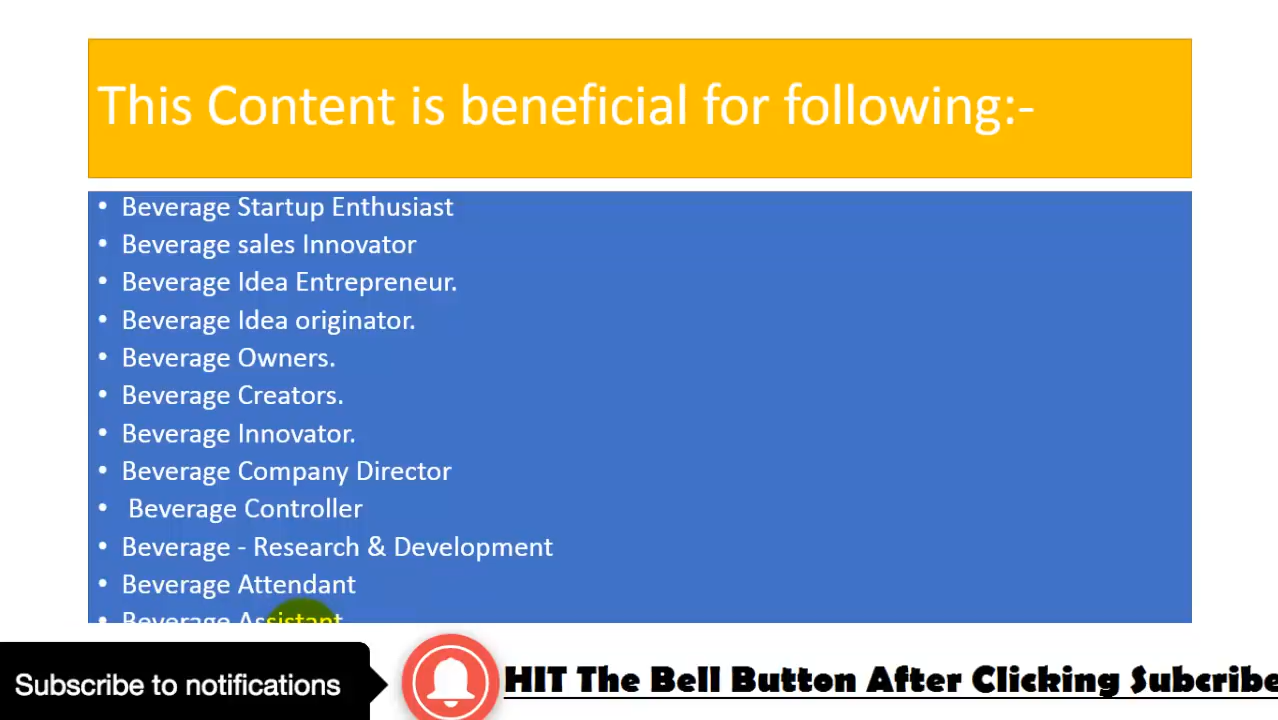 This Content is beneficial for following:-
• Beverage Startup Enthusiast
• Beverage sales Innovator
• Beverage Idea Entrepreneur.
• Beverage Idea originator.
• Beverage Owners.
• Beverage Creators.
• Beverage Innovator.
• Beverage Company Director
• Beverage Controller
• Beverage - Research & Development
• Beverage Attendant
• Beverage Assistant
Subscribe to notifications
HIT The Bell Button After Clicking Subcribe